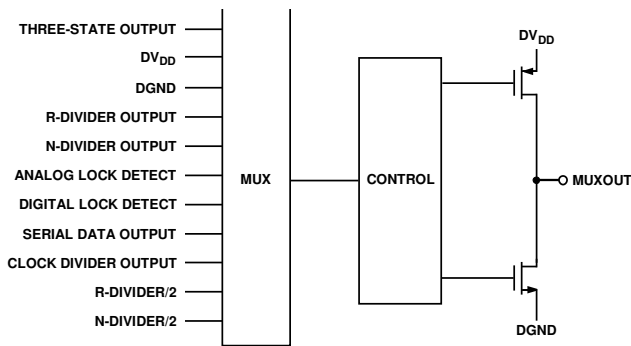 THREE-STATE OUTPUT
DVDD
DGND
R-DIVIDER OUTPUT
N-DIVIDER OUTPUT
ANALOG LOCK DETECT
DIGITAL LOCK DETECT
SERIAL DATA OUTPUT
CLOCK DIVIDER OUTPUT
R-DIVIDER/2
N-DIVIDER/2
MUX
CONTROL
DVDD
MUXOUT
DGND